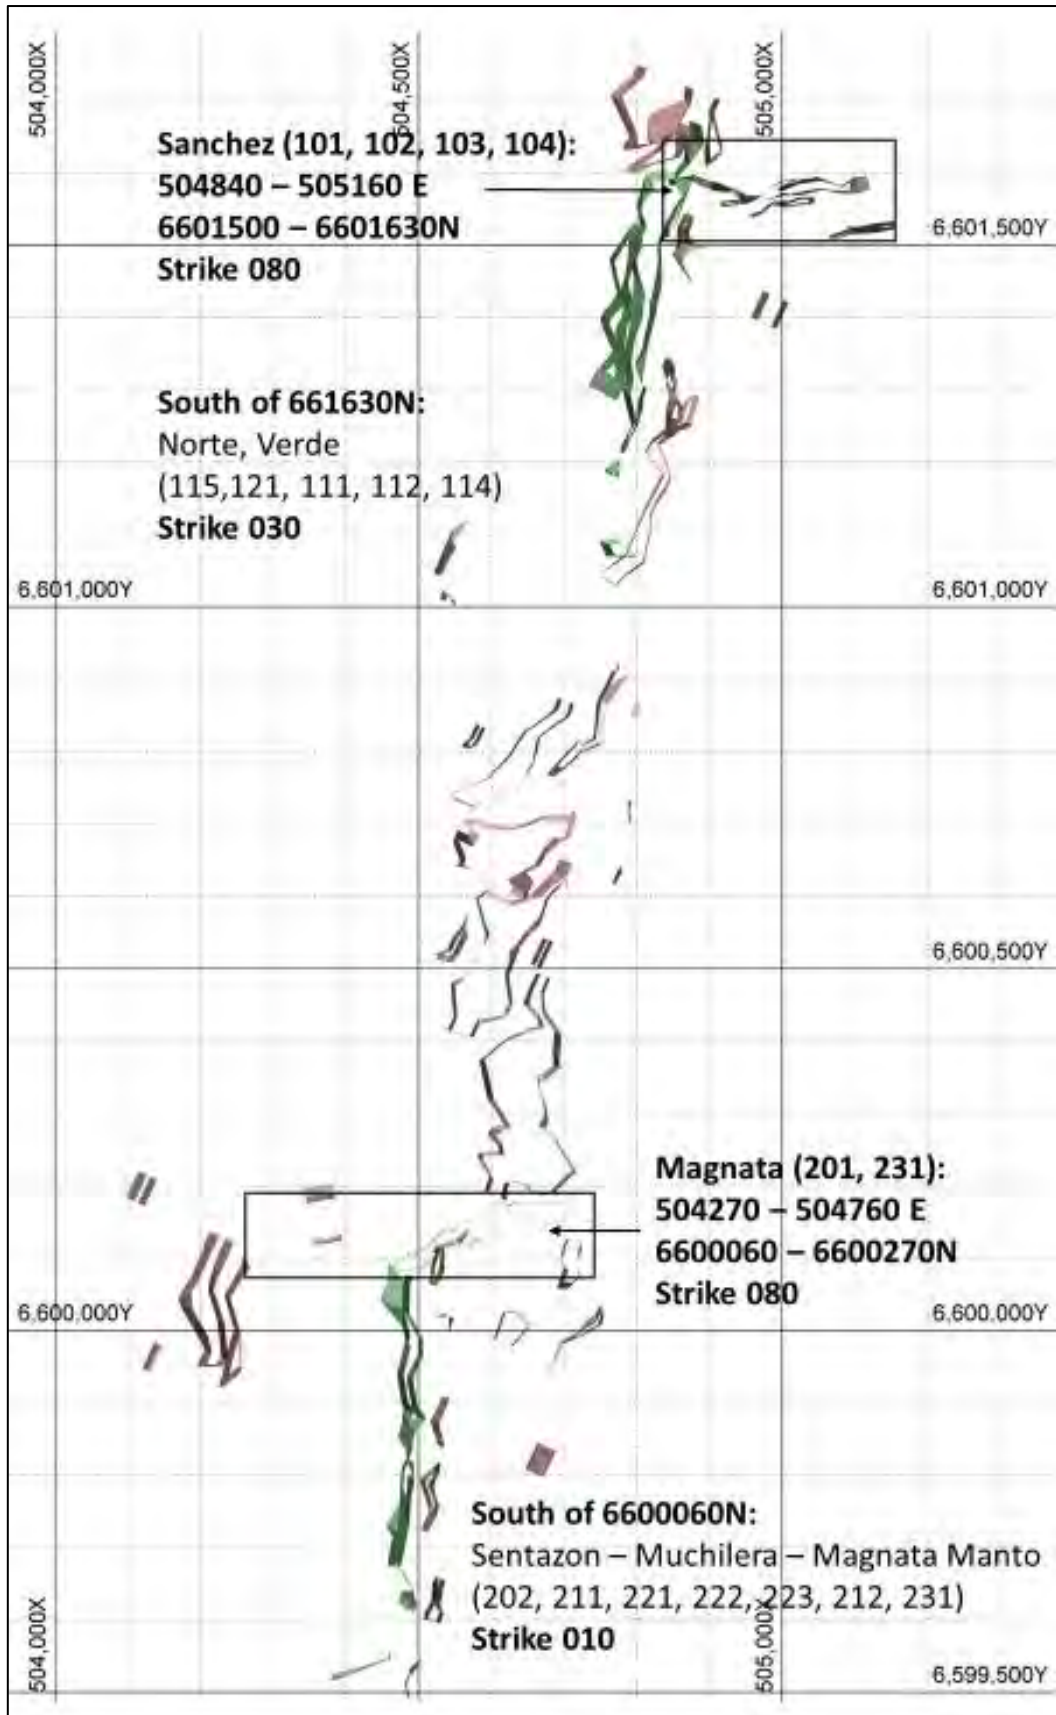 504,000X
504,500X
505,000X
Sanchez (101, 102, 103, 104):
504840 – 505160 E
6601500 – 6601630N
Strike 080
6,601,500Y
South of 661630N:
Norte, Verde
(115,121, 111, 112, 114)
Strike 030
6,601,000Y
6,601,000Y
6,600,500Y
Magnata (201, 231):
504270 – 504760 E
6600060 – 6600270N
Strike 080
6,600,000Y
6,600,000Y
South of 6600060N:
Sentazon – Muchilera – Magnata Manto
(202, 211, 221, 222, 223, 212, 231)
Strike 010
504,000X
505,000X
6,599,500Y